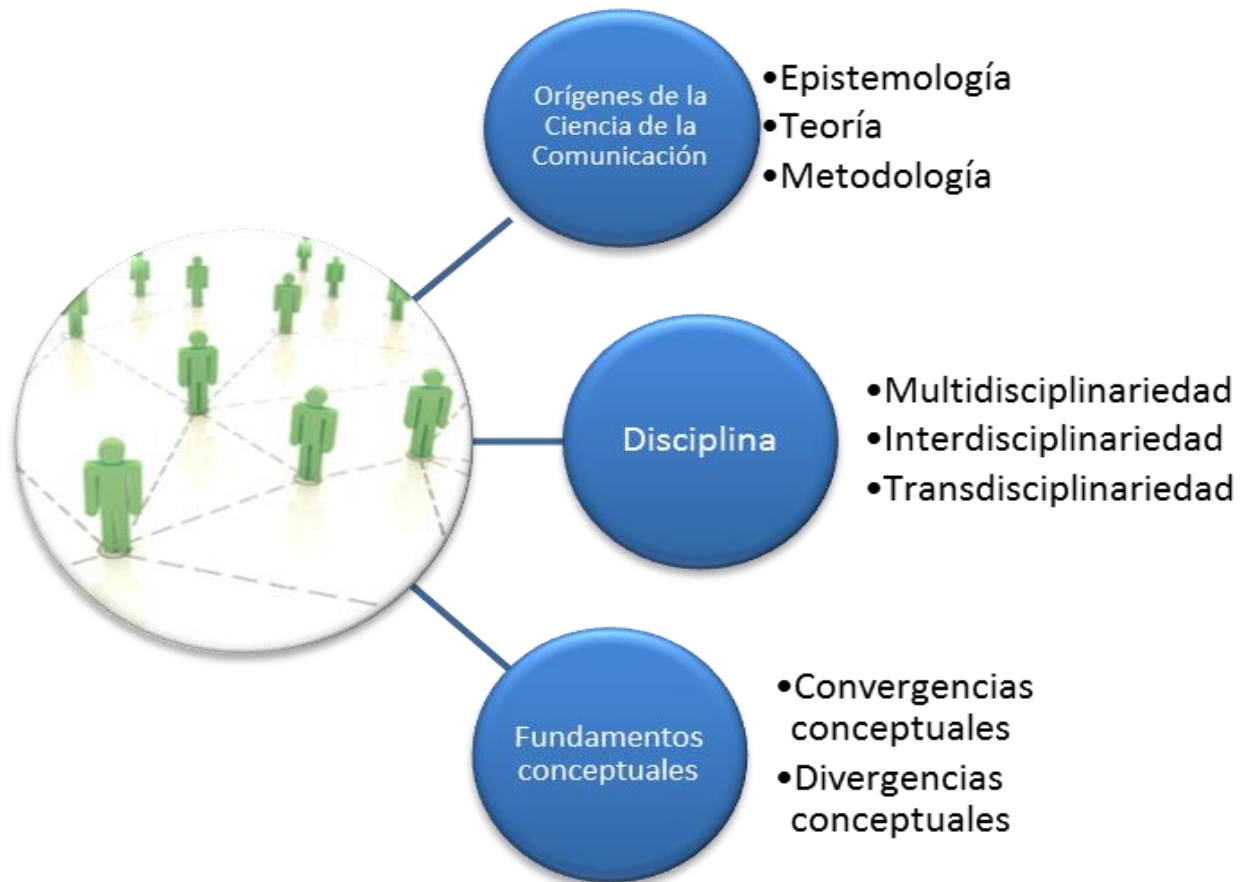 Orígenes de la
Ciencia de la
Comunicación
•Epistemología
•Teoría
•Metodología
Disciplina
•Multidisciplinariedad
•Interdisciplinariedad
•Transdisciplinariedad
Fundamentos
conceptuales
•Convergencias
conceptuales
•Divergencias
conceptuales